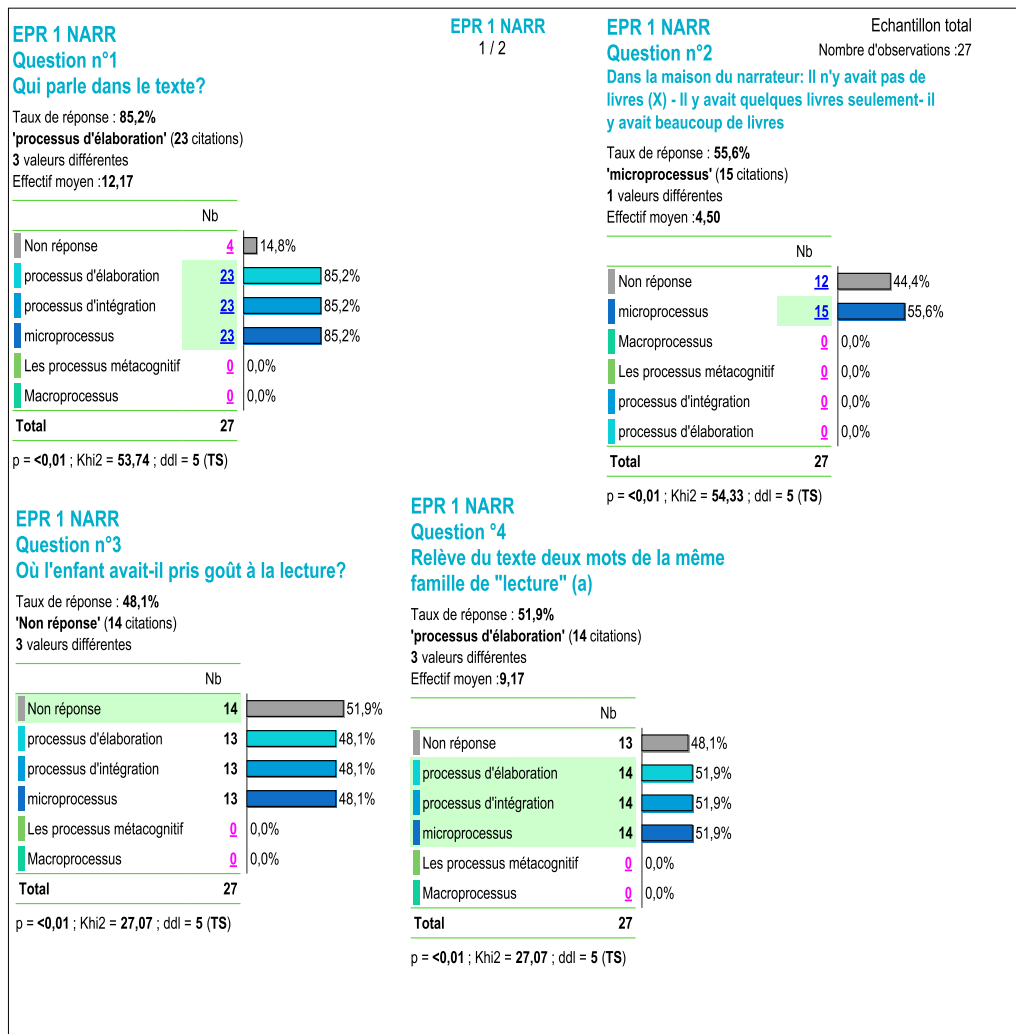 EPR 1 NARR
Question n°1
Qui parle dans le texte?
Taux de réponse : 85,2%
'processus d'élaboration' (23 citations)
3 valeurs différentes
Effectif moyen :12,17
Nb
Non réponse 4 14,8%
processus d'élaboration 23 85,2%
processus d'intégration 23 85,2%
microprocessus 23 85,2%
Les processus métacognitif 0 0,0%
Macroprocessus 0 0,0%
Total 27
p = <0,01 ; Khi2 = 53,74 ; ddl = 5 (TS)
EPR 1 NARR
1 / 2
EPR 1 NARR
Question n°2
Echantillon total
Nombre d'observations :27
Dans la maison du narrateur: Il n'y avait pas de
livres (X) - Il y avait quelques livres seulement- il
y avait beaucoup de livres
Taux de réponse : 55,6%
'microprocessus' (15 citations)
1 valeurs différentes
Effectif moyen :4,50
Nb
Non réponse 12 44,4%
microprocessus 15 55,6%
Macroprocessus 0 0,0%
Les processus métacognitif 0 0,0%
processus d'intégration 0 0,0%
processus d'élaboration 0 0,0%
Total 27
p = <0,01 ; Khi2 = 54,33 ; ddl = 5 (TS)
EPR 1 NARR
Question n°3
Où l'enfant avait-il pris goût à la lecture?
Taux de réponse : 48,1%
'Non réponse' (14 citations)
3 valeurs différentes
Nb
Non réponse 14 51,9%
processus d'élaboration 13 48,1%
processus d'intégration 13 48,1%
microprocessus 13 48,1%
Les processus métacognitif 0 0,0%
Macroprocessus 0 0,0%
Total 27
p = <0,01 ; Khi2 = 27,07 ; ddl = 5 (TS)
EPR 1 NARR
Question °4
Relève du texte deux mots de la même
famille de "lecture" (a)
Taux de réponse : 51,9%
'processus d'élaboration' (14 citations)
3 valeurs différentes
Effectif moyen :9,17
Nb
Non réponse 13 48,1%
processus d'élaboration 14 51,9%
processus d'intégration 14 51,9%
microprocessus 14 51,9%
Les processus métacognitif 0 0,0%
Macroprocessus 0 0,0%
Total 27
p = <0,01 ; Khi2 = 27,07 ; ddl = 5 (TS)